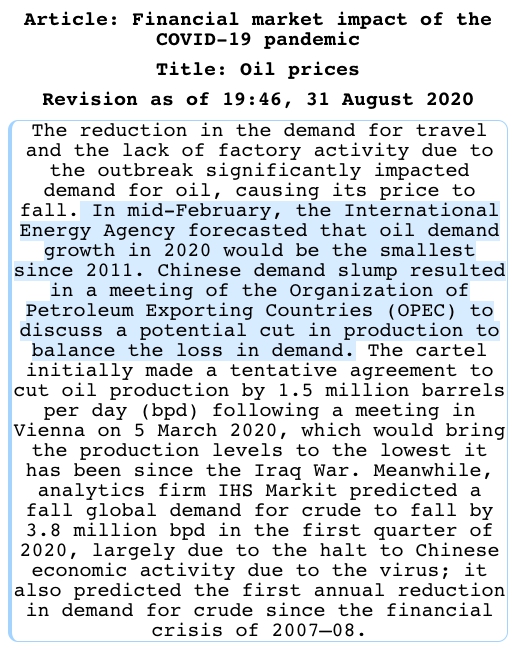 Article: Financial market impact of the
COVID-19 pandemic
Title: Oil prices
Revision as of 19:46, 31 August 2020
The reduction in the demand for travel
and the lack of factory activity due to
the outbreak significantly impacted
demand for oil, causing its price to
fall. In mid-February, the International
Energy Agency forecasted that oil demand
growth in 2020 would be the smallest
since 2011. Chinese demand slump resulted
in a meeting of the Organization of
Petroleum Exporting Countries (OPEC) to
discuss a potential cut in production to
balance the loss in demand. The cartel
initially made a tentative agreement to
cut oil production by 1.5 million barrels
per day (bpd) following a meeting in
Vienna on 5 March 2020, which would bring
the production levels to the lowest it
has been since the Iraq War. Meanwhile,
analytics firm IHS Markit predicted a
fall global demand for crude to fall by
3.8 million bpd in the first quarter of
2020, largely due to the halt to Chinese
economic activity due to the virus; it
also predicted the first annual reduction
in demand for crude since the financial
crisis of 2007–08.